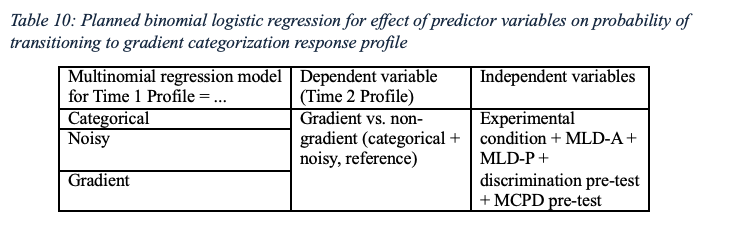 Table 10: Planned binomial logistic regression for effect of predictor variables on probability of
transitioning to gradient categorization response profile
Multinomial regression model
for Time 1 Profile = ...
Dependent variable
(Time 2 Profile)
Independent variables
Categorical
Noisy
Gradient
Gradient vs. non-
gradient (categorical +
noisy, reference)
Experimental
condition + MLD-A +
MLD-P +
discrimination pre-test
+ MCPD pre-test